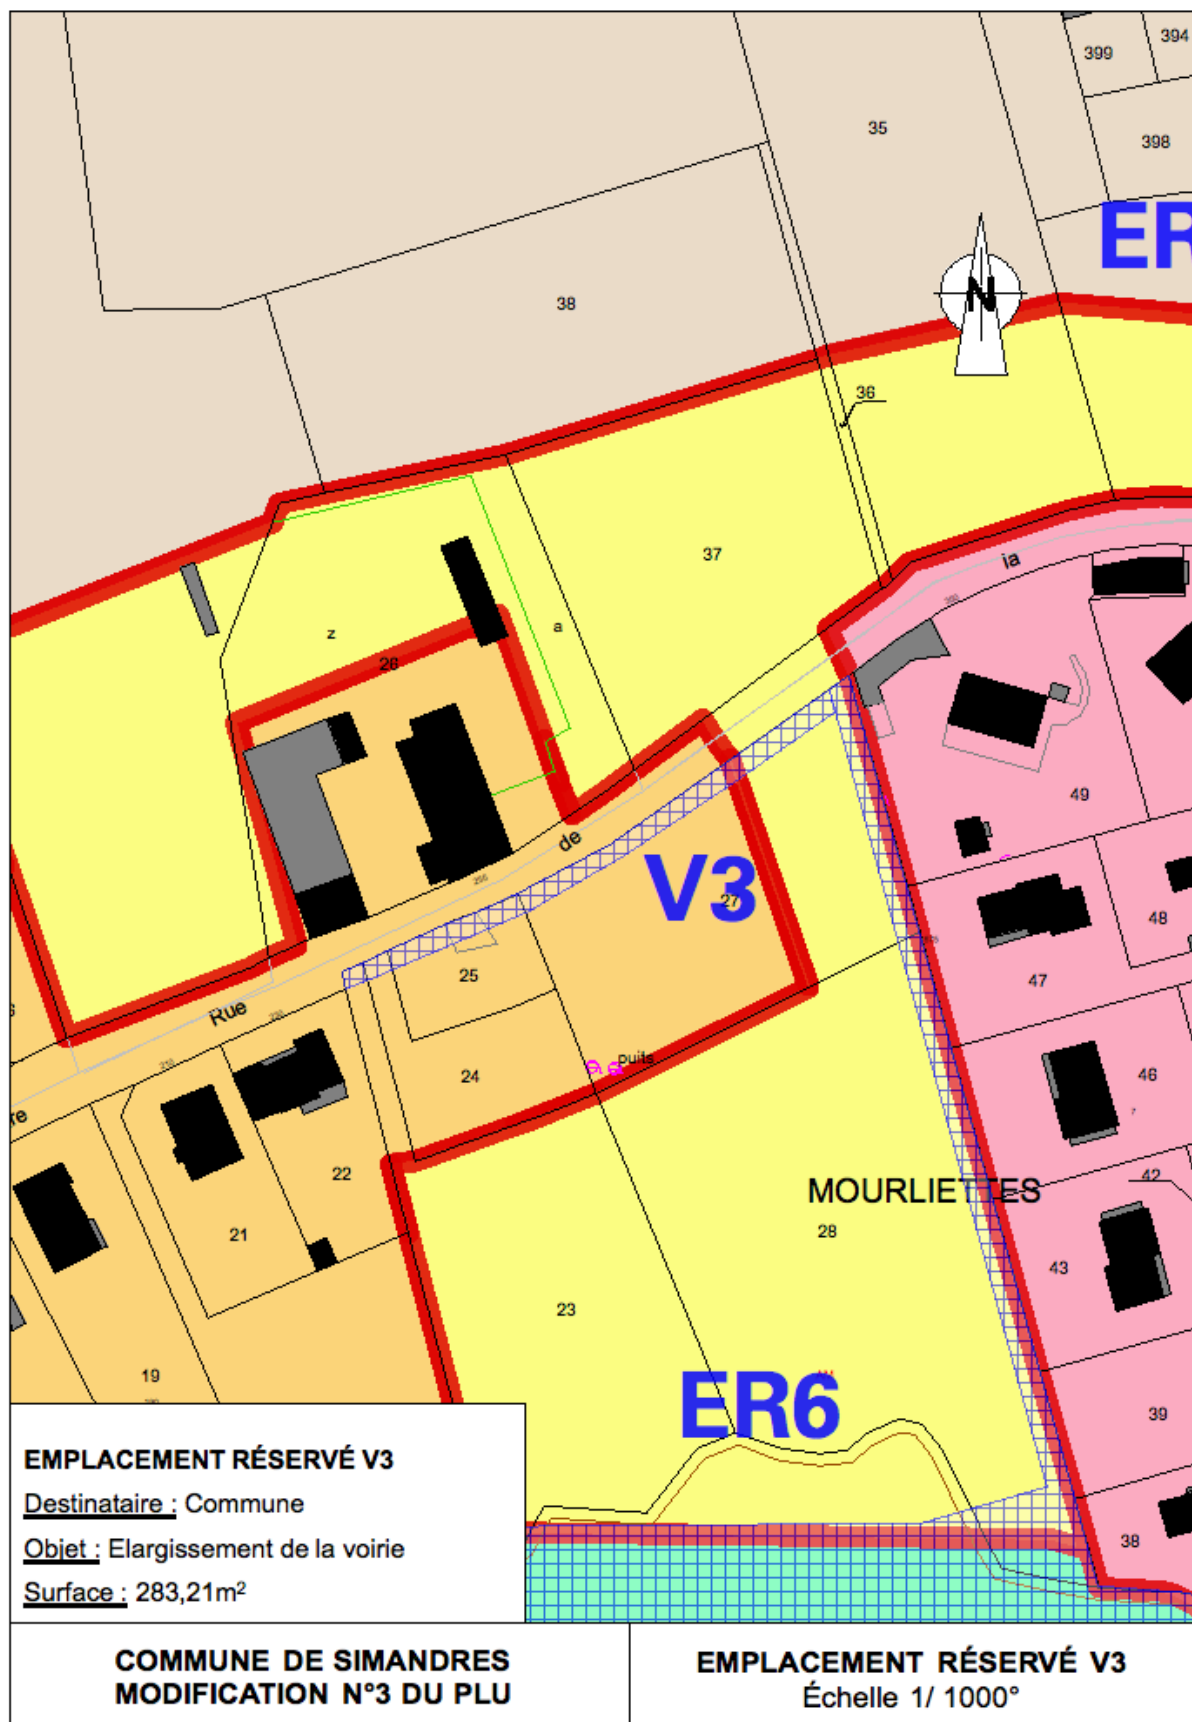 394
399
35
398
ER
N
38
36
37
ia
z
a
26
49
de
V3
27
48
25
47
Rue
puits
24
46
re
22
MOURLIETTES
42
28
21
43
23
19
ER6
39
38
EMPLACEMENT RÉSERVÉ V3
Destinataire : Commune
Objet : Elargissement de la voirie
Surface : 283,21m²
COMMUNE DE SIMANDRES
MODIFICATION N°3 DU PLU
EMPLACEMENT RÉSERVÉ V3
Échelle 1/ 1000°